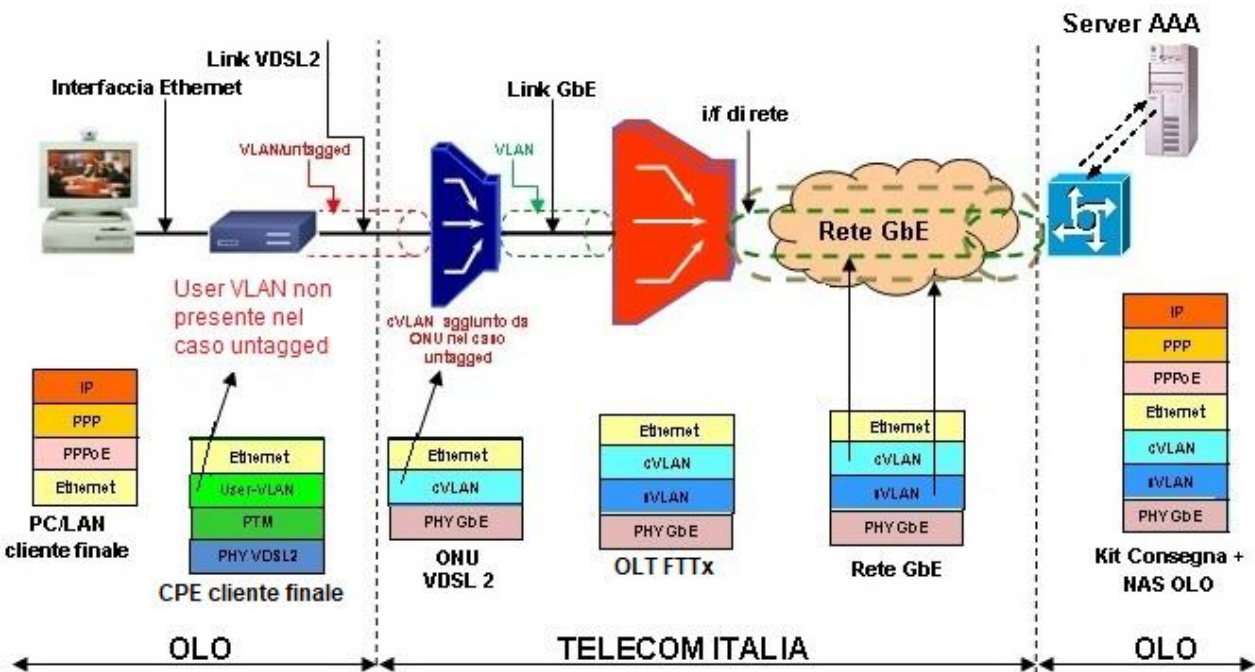 Server AAA
Link VDSL2
Interfaccia Ethernet
Link GbE
i/f di rete
VLAN/untagged
VLAN
Rete GbE
User VLAN non
presente nel
caso untagged
cVLAN aggiunto da
ONU nel caso
untagged
IP
PPP
PPPoE
Ethernet
PC/LAN
cliente finale
Ethernet
User-VLAN
PTM
PHY VDSL2
CPE cliente finale
Ethernet
cVLAN
PHY GbE
ONU
VDSL 2
Ethernet
cVLAN
sVLAN
PHY GbE
OLT FTTx
Ethernet
cVLAN
sVLAN
PHY GbE
Rete GbE
IP
PPP
PPPoE
Ethernet
cVLAN
sVLAN
PHY GbE
Kit Consegna +
NAS OLO
OLO
TELECOM ITALIA
OLO